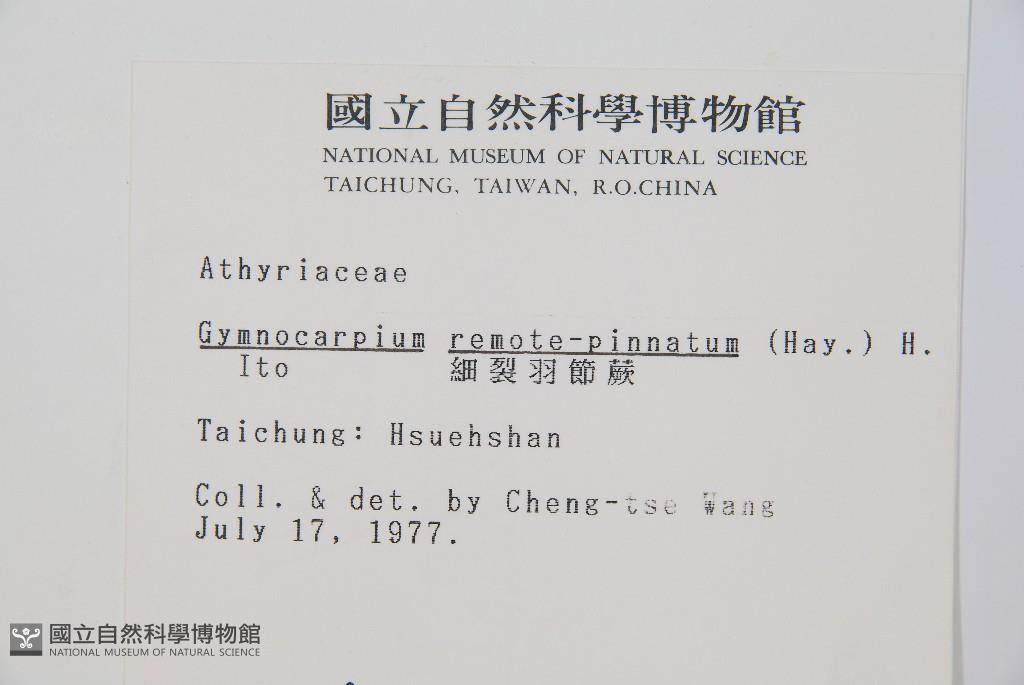 國立自然科學博物館
NATIONAL MUSEUM OF NATURAL SCIENCE
TAICHUNG, TAIWAN, R.O.CHINA
Athyriaceae
Gymnocarpium remote-pinnatum (Hay.) H.
Ito 細裂羽節蕨
Taichung: Hsuehshan
Coll. & det. by Cheng-tse Wang
July 17, 1977.
國立自然科學博物館
NATIONAL MUSEUM OF NATURAL SCIENCE